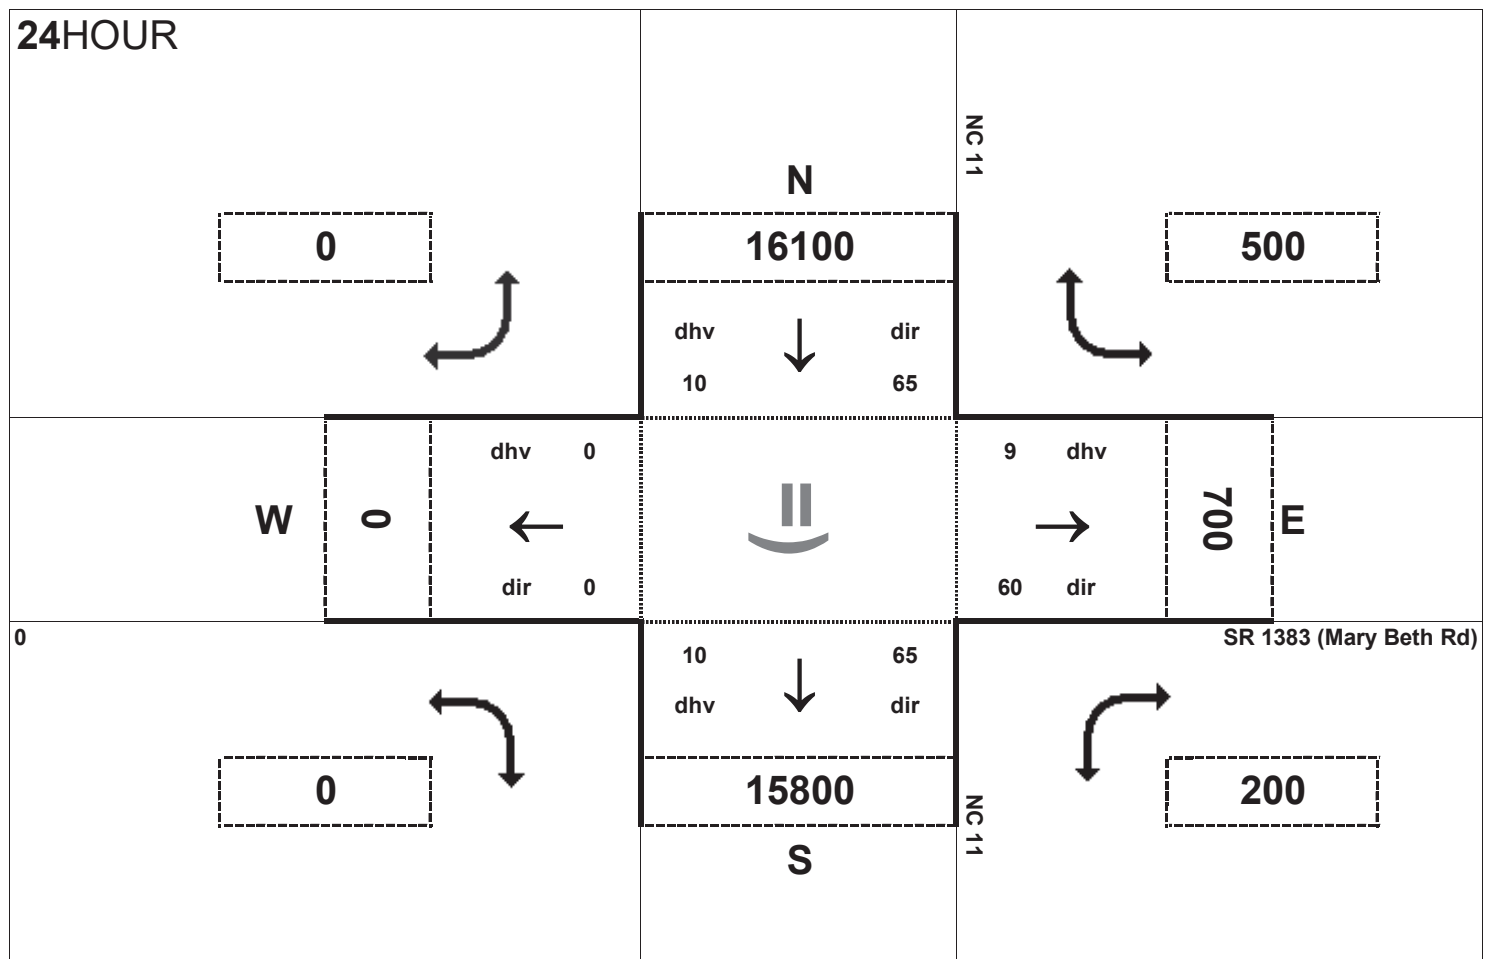 24HOUR
NC 11
N
0
16100
500
dhv
dir
10
65
dhv 0
9 dhv
W
0
700
E
dir 0
60 dir
0
10
65
SR 1383 (Mary Beth Rd)
dhv
dir
0
15800
200
NC 11
S